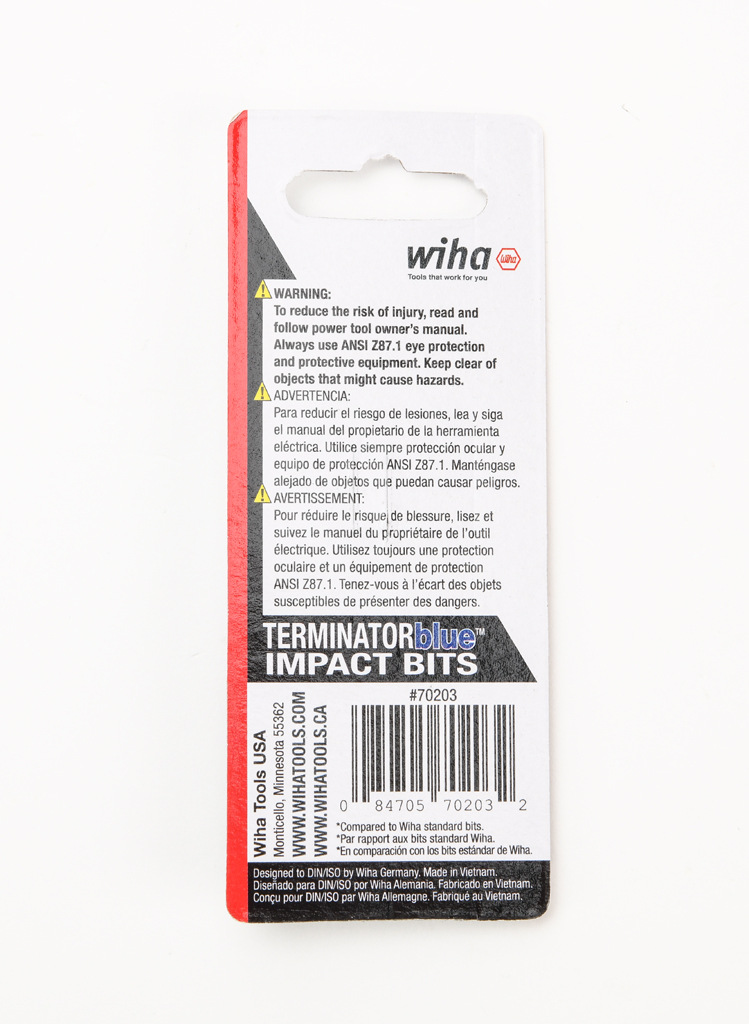 wiha Wiha
Tools that work for you
WARNING:
To reduce the risk of injury, read and
follow power tool owner's manual.
Always use ANSI Z87.1 eye protection
and protective equipment. Keep clear of
objects that might cause hazards.
ADVERTENCIA:
Para reducir el riesgo de lesiones, lea y siga
el manual del propietario de la herramienta
eléctrica. Utilice siempre protección ocular y
equipo de protección ANSI Z87.1. Manténgase
alejado de objetos que puedan causar peligros.
AVERTISSEMENT:
Pour réduire le risque de blessure, lisez et
suivez le manuel du propriétaire de l'outil
électrique. Utilisez toujours une protection
oculaire et un équipement de protection
ANSI Z87.1. Tenez-vous à l'écart des objets
susceptibles de présenter des dangers.
TERMINATORblue™
IMPACT BITS
Wiha Tools USA
Monticello, Minnesota 55362
WWW.WIHATOOLS.COM
WWW.WIHATOOLS.CA
#70203
0 84705 70203 2
*Compared to Wiha standard bits.
*Par rapport aux bits standard Wiha.
*En comparación con los bits estándar de Wiha.
Designed to DIN/ISO by Wiha Germany. Made in Vietnam.
Diseñado para DIN/ISO por Wiha Alemania. Fabricado en Vietnam.
Conçu pour DIN/ISO par Wiha Allemagne. Fabriqué au Vietnam.